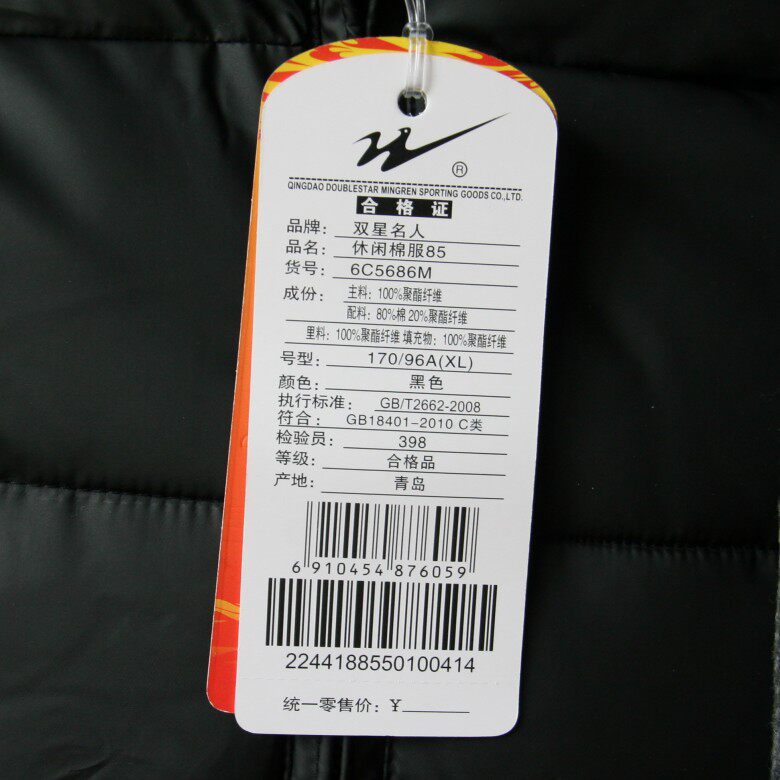 ®
QINGDAO DOUBLESTAR MINGREN SPORTING GOODS CO.,LTD.
合格证
品牌: 双星名人
品名: 休闲棉服85
货号: 6C5686M
成份: 主料: 100%聚酯纤维
配料: 80%棉 20%聚酯纤维
里料: 100%聚酯纤维 填充物: 100%聚酯纤维
号型: 170/96A(XL)
颜色: 黑色
执行标准: GB/T2662-2008
符合: GB18401-2010 C类
检验员: 398
等级: 合格品
产地: 青岛
6 910454 876059
2244188550100414
统一零售价: ¥